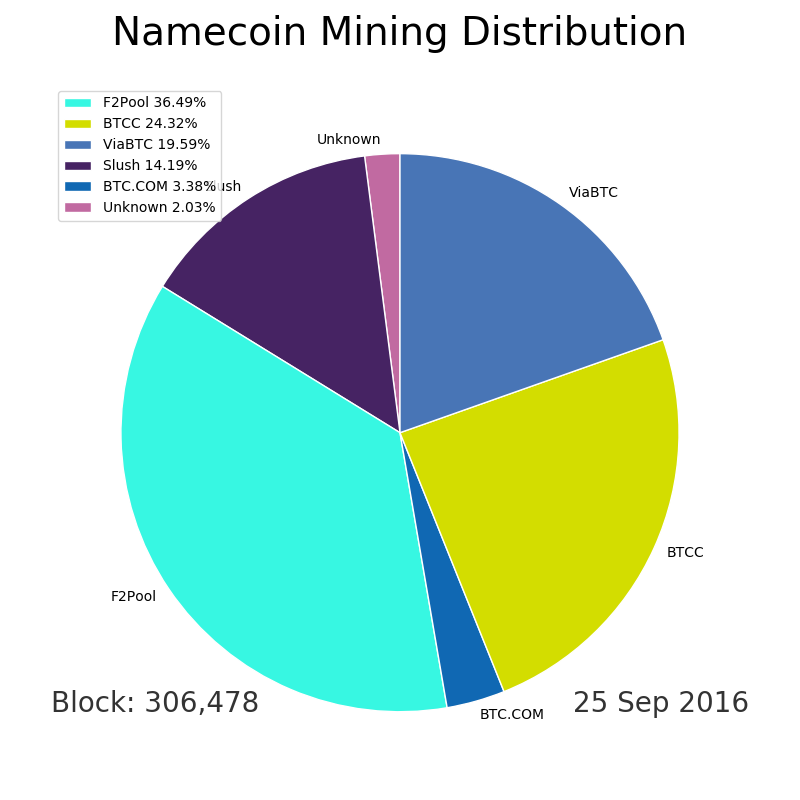 Namecoin Mining Distribution
F2Pool 36.49%
BTCC 24.32%
ViaBTC 19.59%
Slush 14.19%
BTC.COM 3.38%
Unknown 2.03%
Unknown
ViaBTC
BTCC
F2Pool
BTC.COM
Block: 306,478
25 Sep 2016